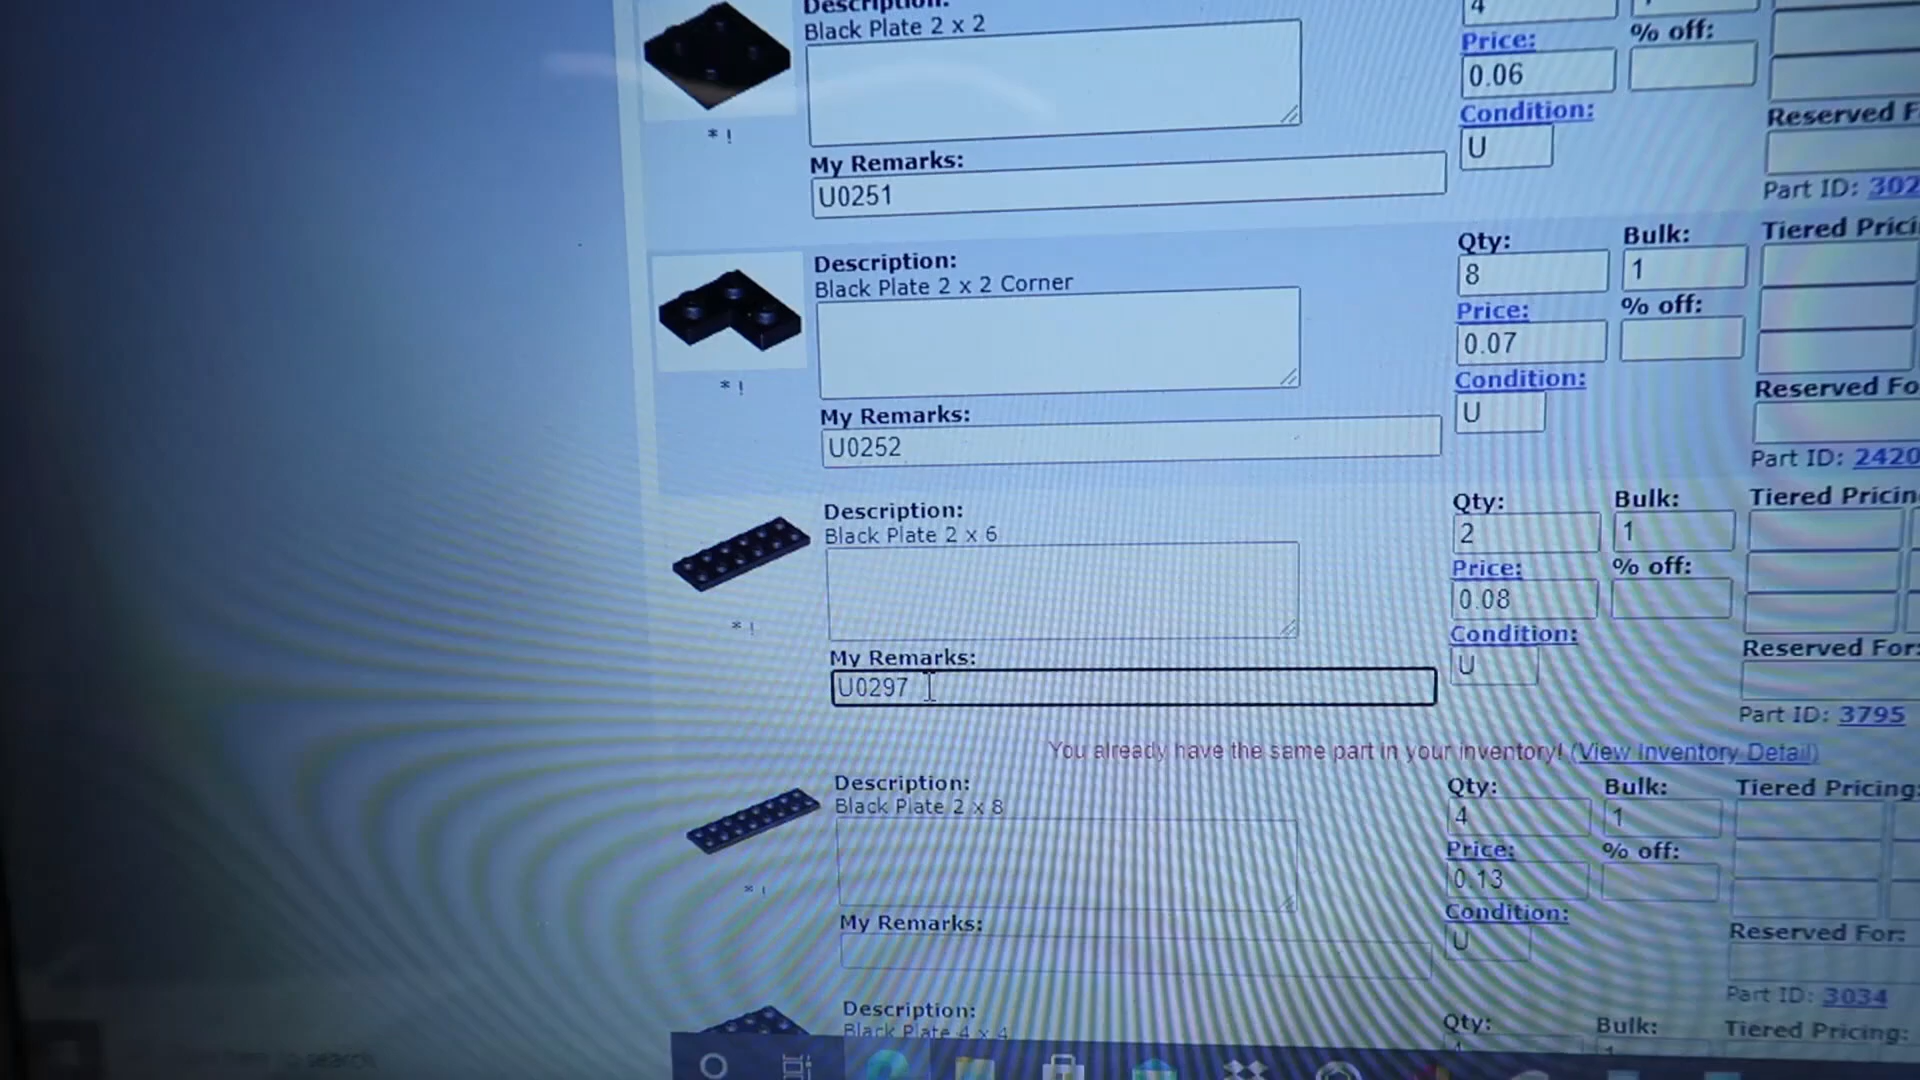 Description:
Black Plate 2 x 2
4
Price:
% off:
0.06
* !
Condition:
Reserved F
U
My Remarks:
U0251
Part ID: 302
Description:
Black Plate 2 x 2 Corner
Qty:
Bulk:
Tiered Prici
8
1
Price:
% off:
0.07
* !
Condition:
Reserved Fo
U
My Remarks:
U0252
Part ID: 2420
Description:
Black Plate 2 x 6
Qty:
Bulk:
Tiered Pricin
2
1
Price:
% off:
0.08
* !
Condition:
Reserved For:
U
My Remarks:
U0297
Part ID: 3795
You already have the same part in your inventory! (View Inventory Detail)
Description:
Black Plate 2 x 8
Qty:
Bulk:
Tiered Pricing:
4
1
Price:
% off:
0.13
* !
Condition:
Reserved For:
U
My Remarks:
Part ID: 3034
Description:
Black Plate 4 x 4
Qty:
Bulk:
Tiered Pricing:
search